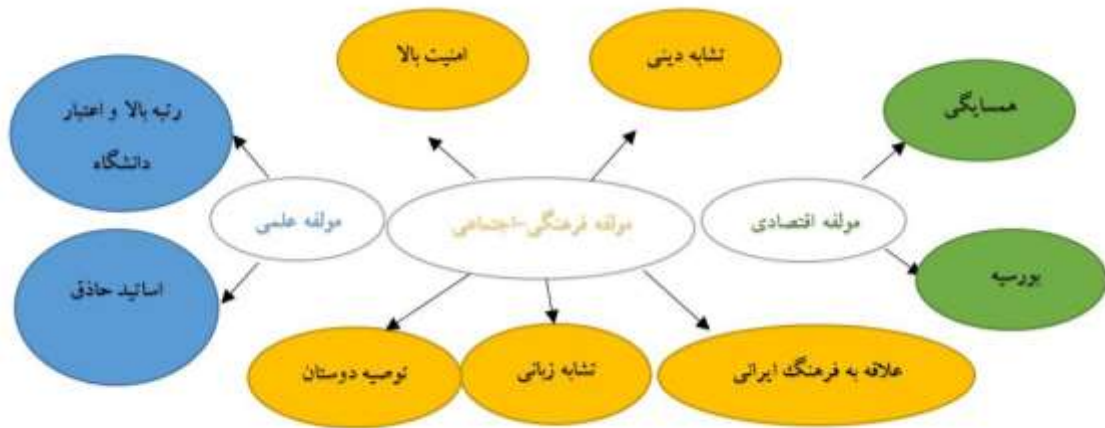 تشابه دینی
امنیت بالا
همسایگی
رتبه بالا و اعتبار
دانشگاه
مولفه اقتصادی
مولفه فرهنگی-اجتماعی
مولفه علمی
بورسیه
اساتید حاذق
علاقه به فرهنگ ایرانی
تشابه زبانی
توصیه دوستان